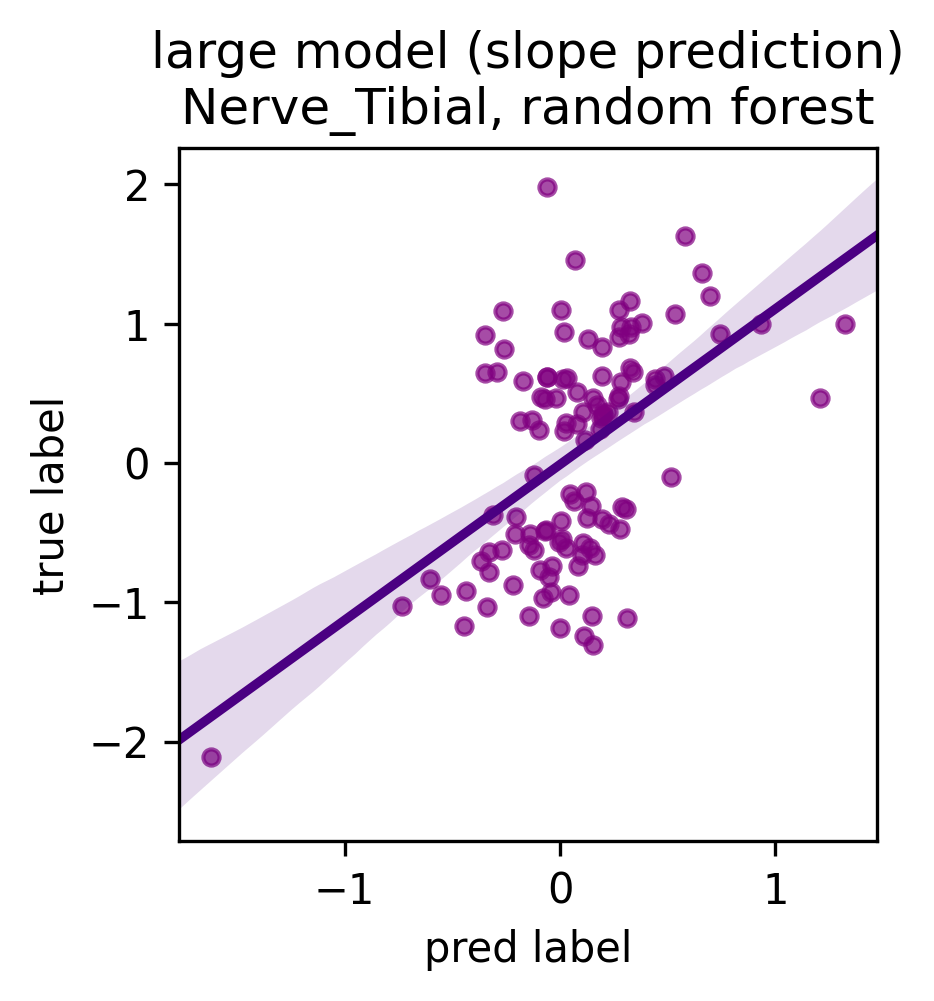 large model (slope prediction)
Nerve_Tibial, random forest
2
1
0
−1
−2
true label
−1
0
1
pred label